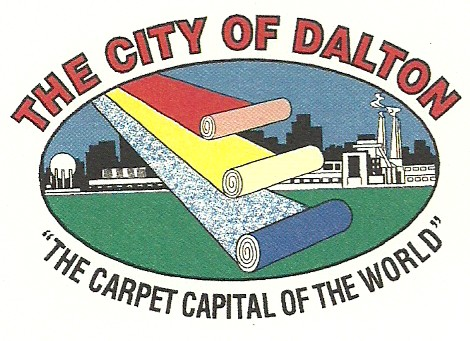 THE CITY OF DALTON
"THE CARPET CAPITAL OF THE WORLD"